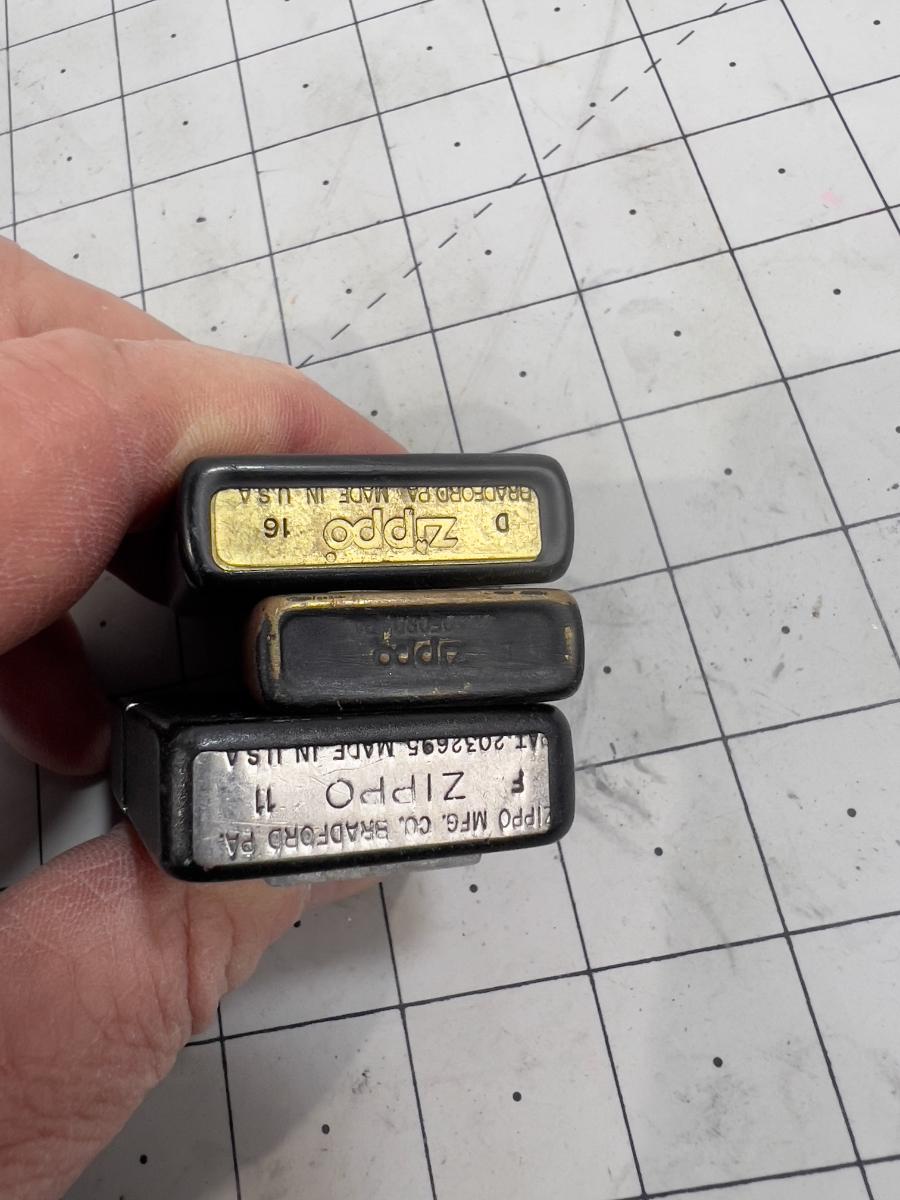 ZIPPO MFG. CO. BRADFORD PA.
F ZIPPO 11
PAT. 2032695 MADE IN U.S.A
Zippo
D Zippo 16
BRADFORD PA. MADE IN U.S.A